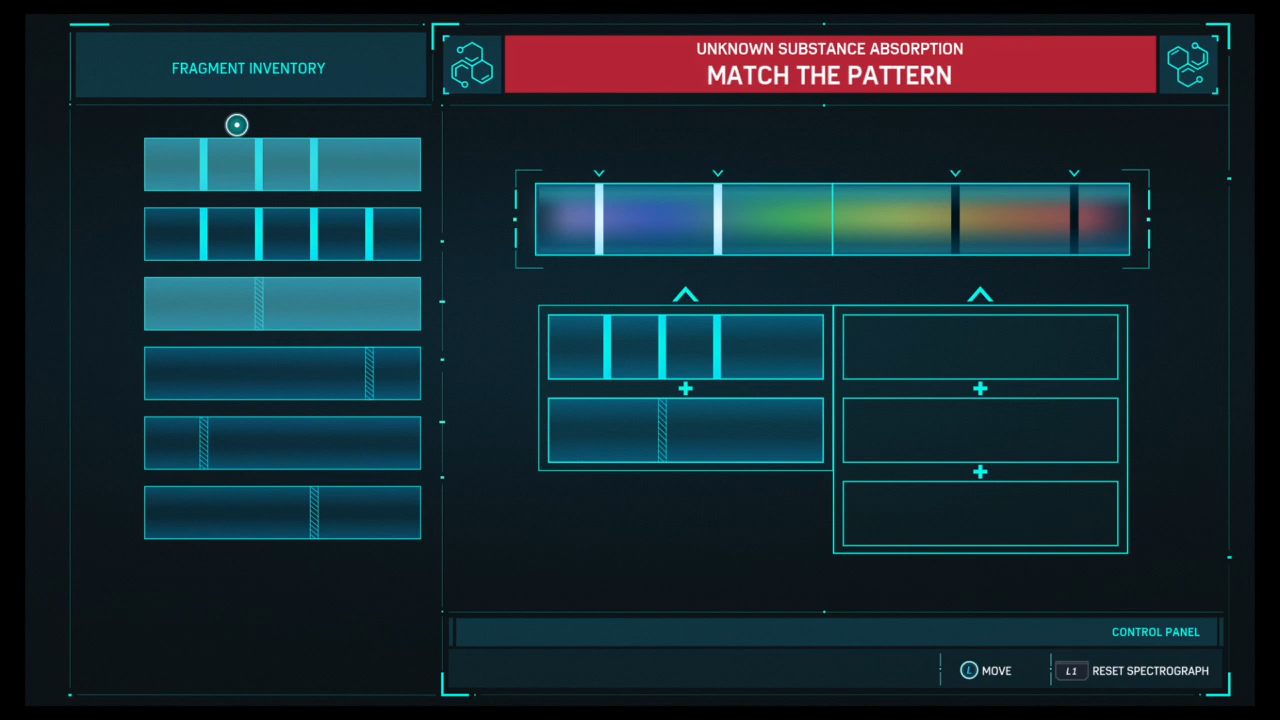 FRAGMENT INVENTORY
UNKNOWN SUBSTANCE ABSORPTION
MATCH THE PATTERN
CONTROL PANEL
L MOVE
L1 RESET SPECTROGRAPH